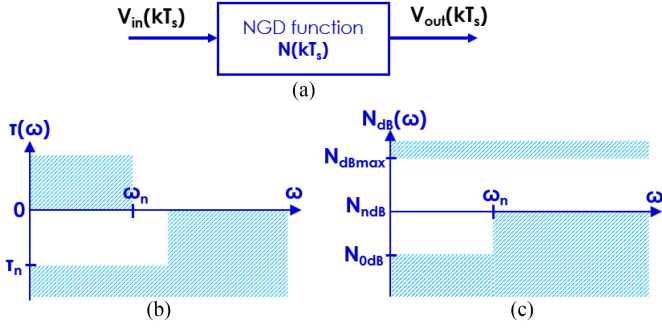 V_in(kT_s)
V_out(kT_s)
NGD function
N(kT_s)
(a)
τ(ω)
ω_n
ω
0
τ_n
(b)
N_dB(ω)
N_dBmax
ω_n
ω
N_ndB
N_0dB
(c)